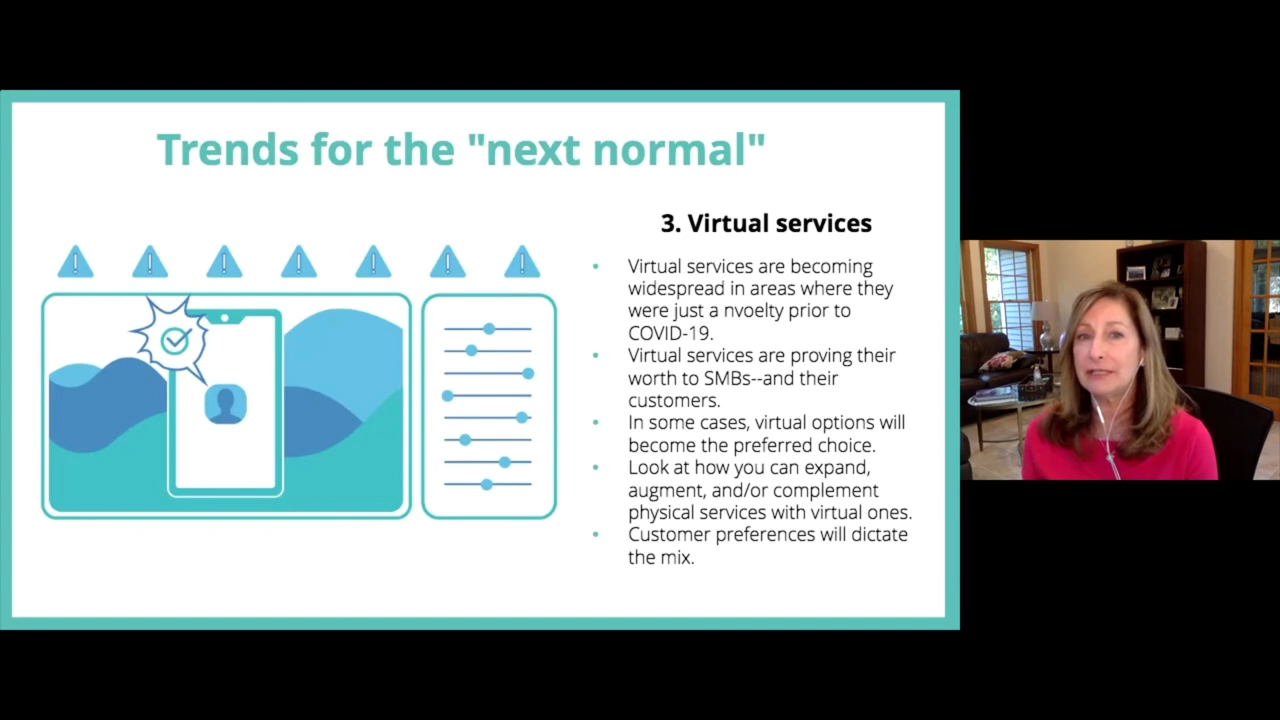 Trends for the "next normal"
3. Virtual services
• Virtual services are becoming
widespread in areas where they
were just a nvoelty prior to
COVID-19.
• Virtual services are proving their
worth to SMBs--and their
customers.
• In some cases, virtual options will
become the preferred choice.
• Look at how you can expand,
augment, and/or complement
physical services with virtual ones.
• Customer preferences will dictate
the mix.